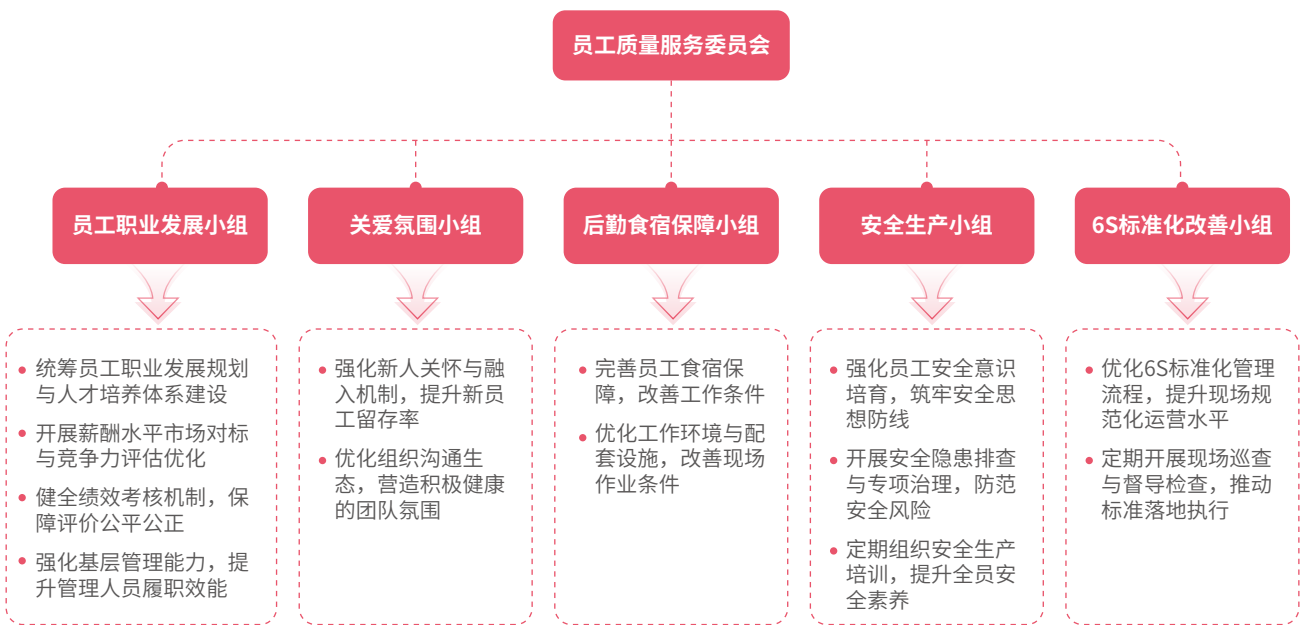 员工质量服务委员会
员工职业发展小组
关爱氛围小组
后勤食宿保障小组
安全生产小组
6S标准化改善小组
统筹员工职业发展规划
与人才培养体系建设
开展薪酬水平市场对标
与竞争力评估优化
健全绩效考核机制，保
障评价公平公正
强化基层管理能力，提
升管理人员履职效能
强化新人关怀与融
入机制，提升新员
工留存率
优化组织沟通生
态，营造积极健康
的团队氛围
完善员工食宿保
障，改善工作条件
优化工作环境与配
套设施，改善现场
作业条件
强化员工安全意识
培育，筑牢安全思
想防线
开展安全隐患排查
与专项治理，防范
安全风险
定期组织安全生产
培训，提升全员安
全素养
优化6S标准化管理
流程，提升现场规
范化运营水平
定期开展现场巡查
与督导检查，推动
标准落地执行